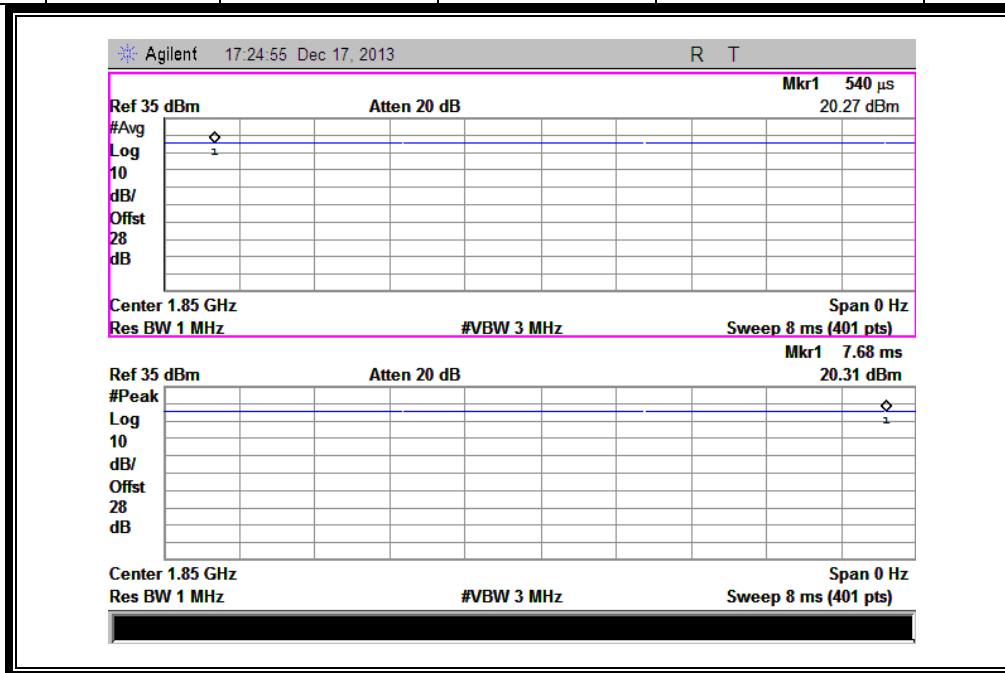 Agilent 17:24:55 Dec 17, 2013 R T
Mkr1 540 µs
Ref 35 dBm Atten 20 dB 20.27 dBm
#Avg
Log
10
dB/
Offst
28
dB
1
Center 1.85 GHz Span 0 Hz
Res BW 1 MHz #VBW 3 MHz Sweep 8 ms (401 pts)
Mkr1 7.68 ms
Ref 35 dBm Atten 20 dB 20.31 dBm
#Peak
Log
10
dB/
Offst
28
dB
1
Center 1.85 GHz Span 0 Hz
Res BW 1 MHz #VBW 3 MHz Sweep 8 ms (401 pts)